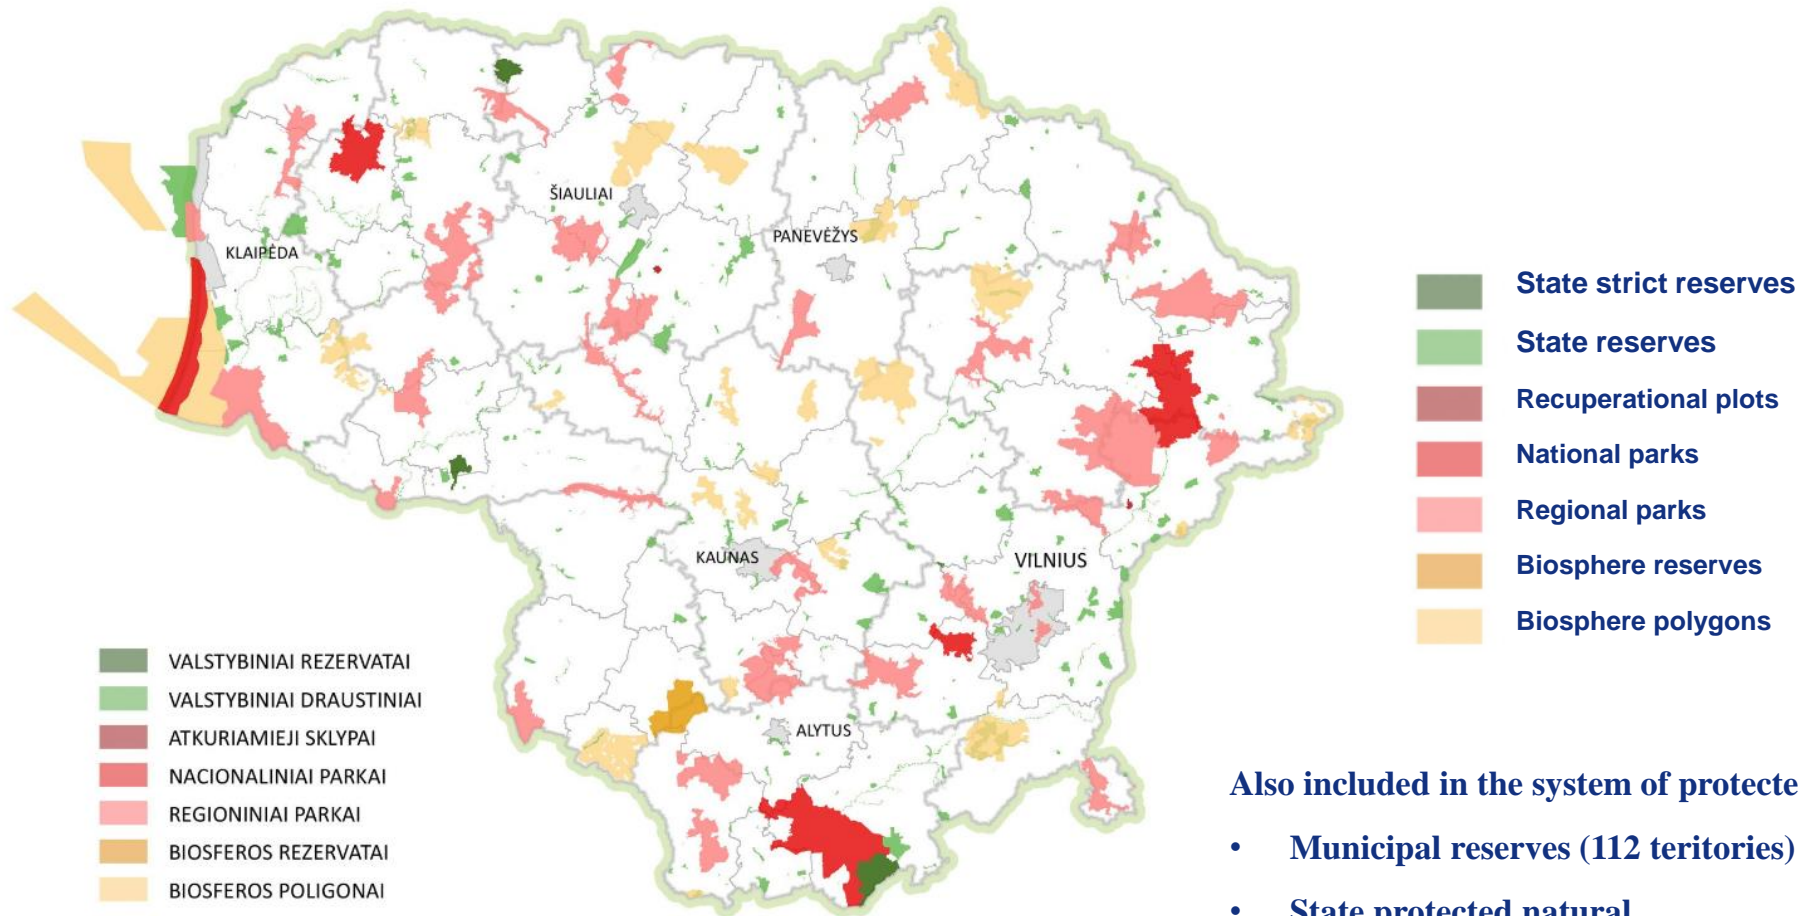 ŠIAULIAI
PANEVĖŽYS
KLAIPĖDA
KAUNAS
VILNIUS
ALYTUS
VALSTYBINIAI REZERVATAI
VALSTYBINIAI DRAUSTINIAI
ATKURIAMIEJI SKLYPAI
NACIONALINIAI PARKAI
REGIONINIAI PARKAI
BIOSFEROS REZERVATAI
BIOSFEROS POLIGONAI
State strict reserves
State reserves
Recuperational plots
National parks
Regional parks
Biosphere reserves
Biosphere polygons
Also included in the system of protecte
• Municipal reserves (112 teritories)
• State protected natural